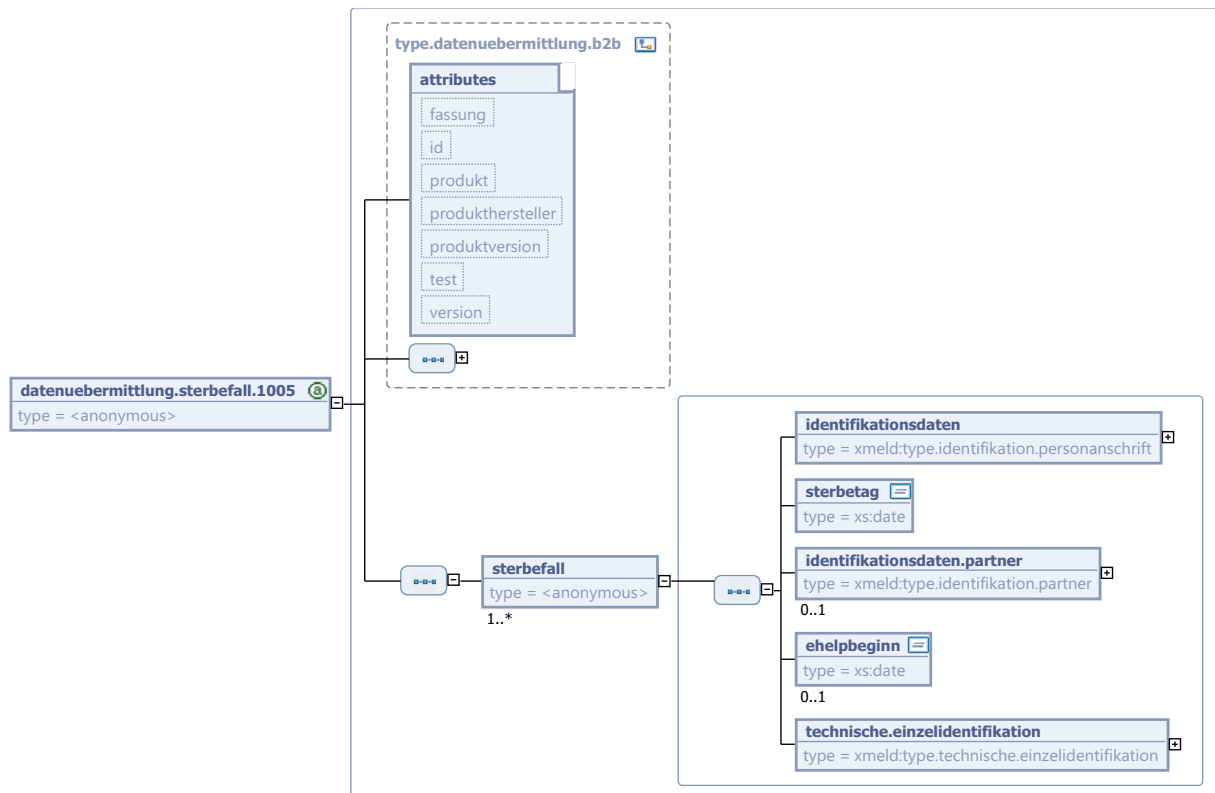 type.datenuebermittlung.b2b
attributes
fassung
id
produkt
produkthersteller
produktversion
test
version
datenuebermittlung.sterbefall.1005 a
type = <anonymous>
sterbefall
type = <anonymous>
1..*
identifikationsdaten
type = xmeld:type.identifikation.personanschrift
sterbetag
type = xs:date
identifikationsdaten.partner
type = xmeld:type.identifikation.partner
0..1
ehelpbeginn
type = xs:date
0..1
technische.einzelidentifikation
type = xmeld:type.technische.einzelidentifikation